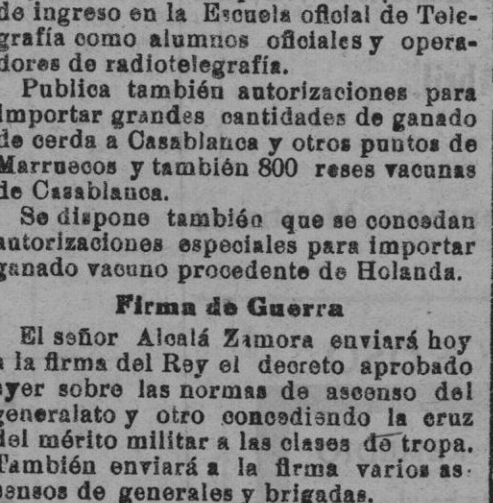 de ingreso en la Escuela oficial de Tele-
grafía como alumnos oficiales y opera-
dores de radiotelegrafía.
Publica también autorizaciones para
importar grandes cantidades de ganado
de cerda a Casablanca y otros puntos de
Marruecos y también 800 reses vacunas
de Casablanca.
Se dispone también que se concedan
autorizaciones especiales para importar
ganado vacuno procedente de Holanda.
Firma de Guerra
El señor Alcalá Zamora enviará hoy
a la firma del Rey el decreto aprobado
ayer sobre las normas de ascenso del
generalato y otro concediendo la cruz
del mérito militar a las clases de tropa.
También enviará a la firma varios as-
censos de generales y brigadas.